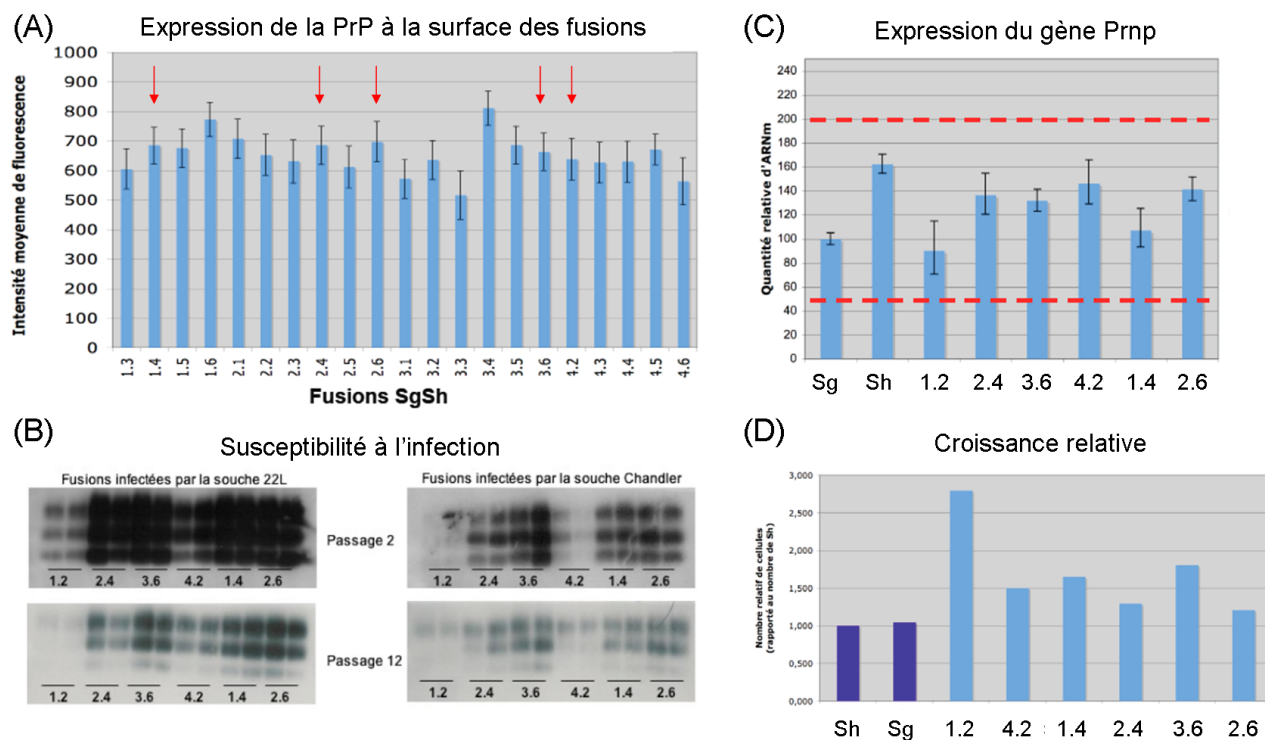 (A)
Expression de la PrP à la surface des fusions
Intensité moyenne de fluorescence
1000
900
800
700
600
500
400
300
200
100
0
1.3 1.4 1.5 1.6 2.1 2.2 2.3 2.4 2.5 2.6 3.1 3.2 3.3 3.4 3.5 3.6 4.2 4.3 4.4 4.5 4.6
Fusions SgSh
(B)
Susceptibilité à l'infection
Fusions infectées par la souche 22L
Fusions infectées par la souche Chandler
1.2 2.4 3.6 4.2 1.4 2.6
Passage 2
1.2 2.4 3.6 4.2 1.4 2.6
1.2 2.4 3.6 4.2 1.4 2.6
Passage 12
1.2 2.4 3.6 4.2 1.4 2.6
(C)
Expression du gène Prnp
Quantité relative d'ARNm
240
220
200
180
160
140
120
100
80
60
40
20
0
Sg Sh 1.2 2.4 3.6 4.2 1.4 2.6
(D)
Croissance relative
Nombre relatif de cellules
(rapporté au nombre de Sh)
3,000
2,500
2,000
1,500
1,000
0,500
0,000
Sh Sg 1.2 4.2 1.4 2.4 3.6 2.6